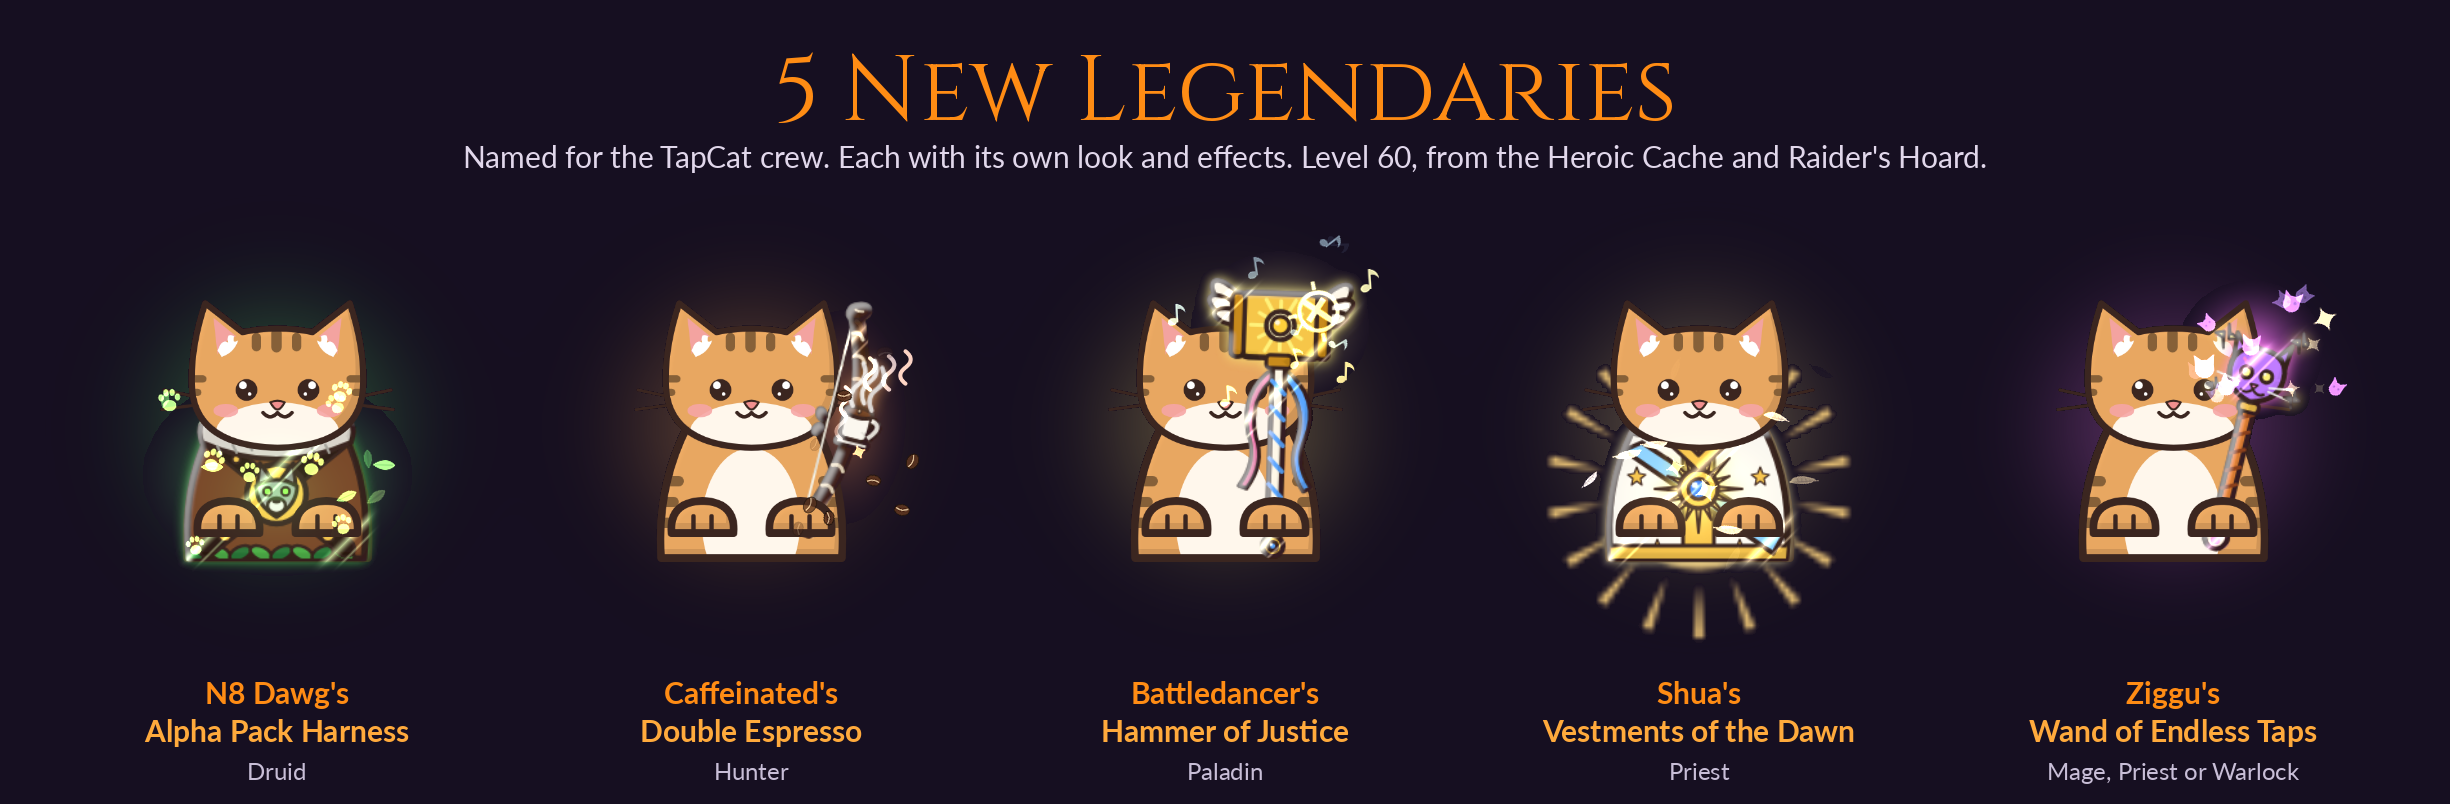 5 New Legendaries
Named for the TapCat crew. Each with its own look and effects. Level 60, from the Heroic Cache and Raider's Hoard.
N8 Dawg's
Alpha Pack Harness
Druid
Caffeinated's
Double Espresso
Hunter
Battledancer's
Hammer of Justice
Paladin
Shua's
Vestments of the Dawn
Priest
Ziggu's
Wand of Endless Taps
Mage, Priest or Warlock